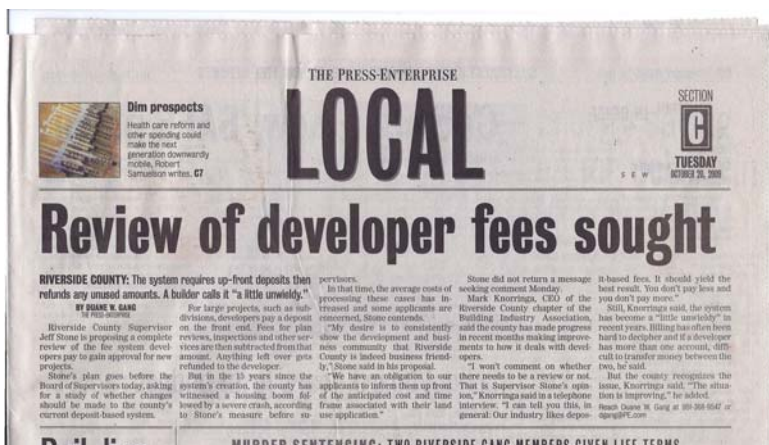 THE PRESS-ENTERPRISE
LOCAL
Dim prospects
Health care reform and
other spending could
make the next
generation downwardly
mobile, Robert
Samuelson writes. C7
SECTION
C
TUESDAY
OCTOBER 20, 2009
S E W
Review of developer fees sought
RIVERSIDE COUNTY: The system requires up-front deposits then
refunds any unused amounts. A builder calls it "a little unwieldy."
BY DUANE W. GANG
THE PRESS-ENTERPRISE
Riverside County Supervisor
Jeff Stone is proposing a complete
review of the fee system devel-
opers pay to gain approval for new
projects.
Stone's plan goes before the
Board of Supervisors today, asking
for a study of whether changes
should be made to the county's
current deposit-based system.
For large projects, such as sub-
divisions, developers pay a deposit
on the front end. Fees for plan
reviews, inspections and other ser-
vices are then subtracted from that
amount. Anything left over gets
refunded to the developer.
But in the 15 years since the
system's creation, the county has
witnessed a housing boom fol-
lowed by a severe crash, according
to Stone's measure before su-
pervisors.
In that time, the average costs of
processing these cases has in-
creased and some applicants are
concerned, Stone contends.
"My desire is to consistently
show the development and busi-
ness community that Riverside
County is indeed business friend-
ly," Stone said in his proposal.
"We have an obligation to our
applicants to inform them up front
of the anticipated cost and time
frame associated with their land
use application."
Stone did not return a message
seeking comment Monday.
Mark Knorringa, CEO of the
Riverside County chapter of the
Building Industry Association,
said the county has made progress
in recent months making improve-
ments to how it deals with devel-
opers.
"I won't comment on whether
there needs to be a review or not.
That is Supervisor Stone's opin-
ion," Knorringa said in a telephone
interview. "I can tell you this, in
general: Our industry likes depos-
it-based fees. It should yield the
best result. You don't pay less and
you don't pay more."
Still, Knorringa said, the system
has become a "little unwieldy" in
recent years. Billing has often been
hard to decipher and if a developer
has more than one account, diffi-
cult to transfer money between the
two, he said.
But the county recognizes the
issue, Knorringa said. "The situa-
tion is improving," he added.
Reach Duane W. Gang at 951-368-9547 or
dgang@PE.com
MURDER SENTENCING: TWO RIVERSIDE GANG MEMBERS GIVEN LIFE TERMS